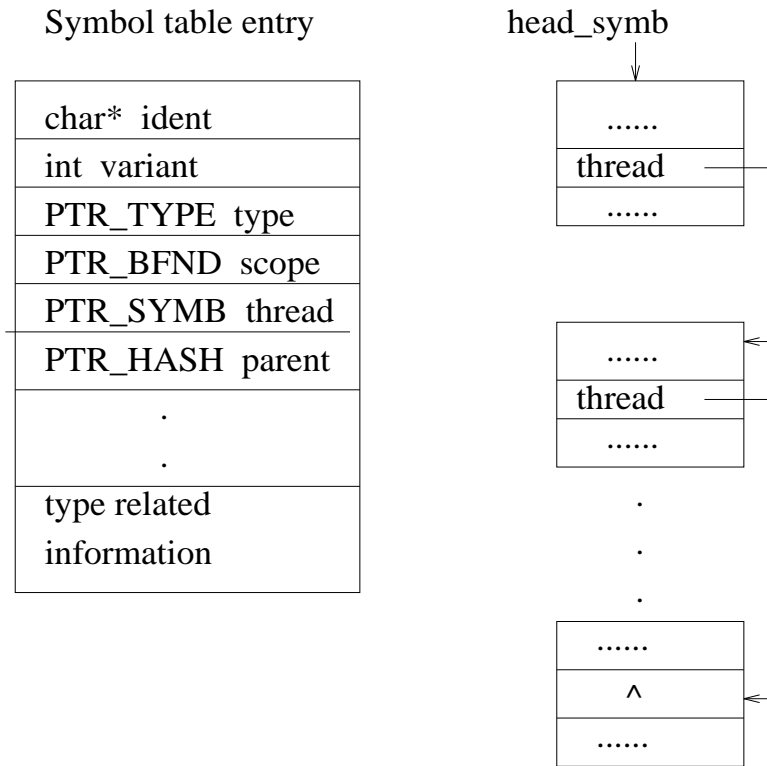 Symbol table entry
char* ident
int variant
PTR_TYPE type
PTR_BFND scope
PTR_SYMB thread
PTR_HASH parent
.
.
type related
information
head_symb
......
thread
......
......
thread
......
.
.
.
......
^
......